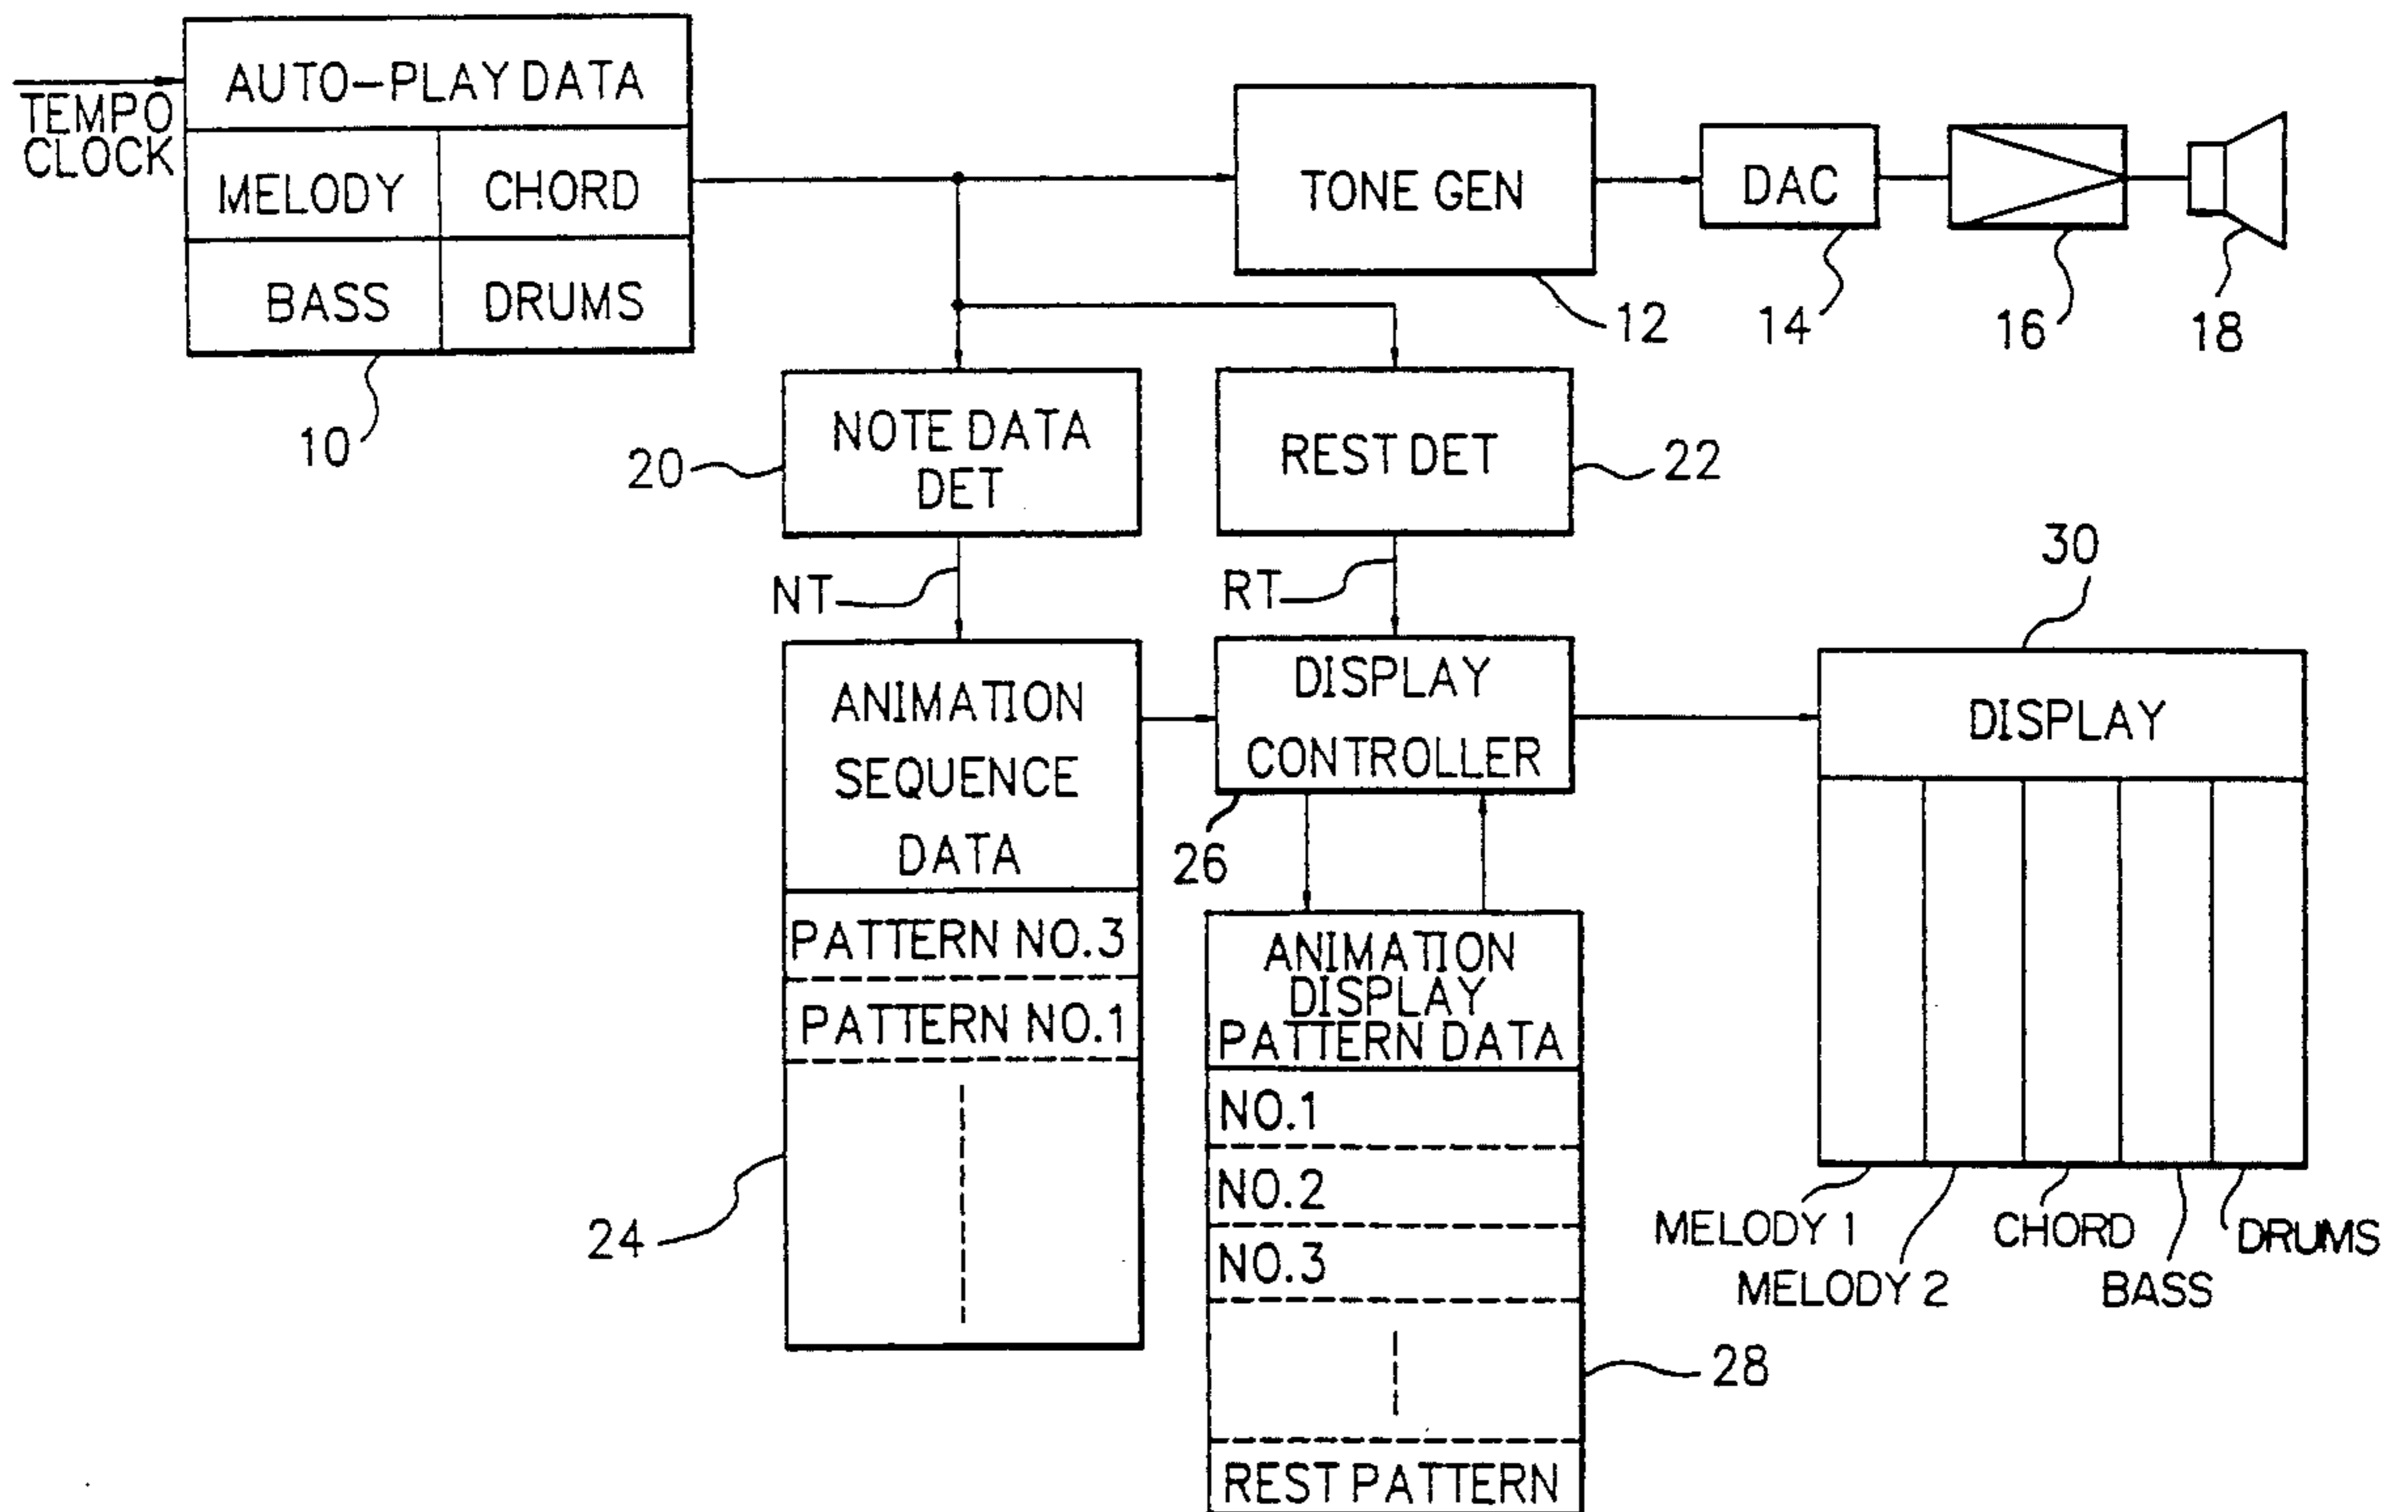 AUTO-PLAY DATA
TEMPO
CLOCK
MELODY
CHORD
BASS
DRUMS
10
TONE GEN
12
DAC
14
16
18
NOTE DATA
DET
20
REST DET
22
NT
RT
ANIMATION
SEQUENCE
DATA
PATTERN NO.3
PATTERN NO.1
24
DISPLAY
CONTROLLER
26
ANIMATION
DISPLAY
PATTERN DATA
NO.1
NO.2
NO.3
REST PATTERN
28
30
DISPLAY
MELODY 1
MELODY 2
CHORD
BASS
DRUMS